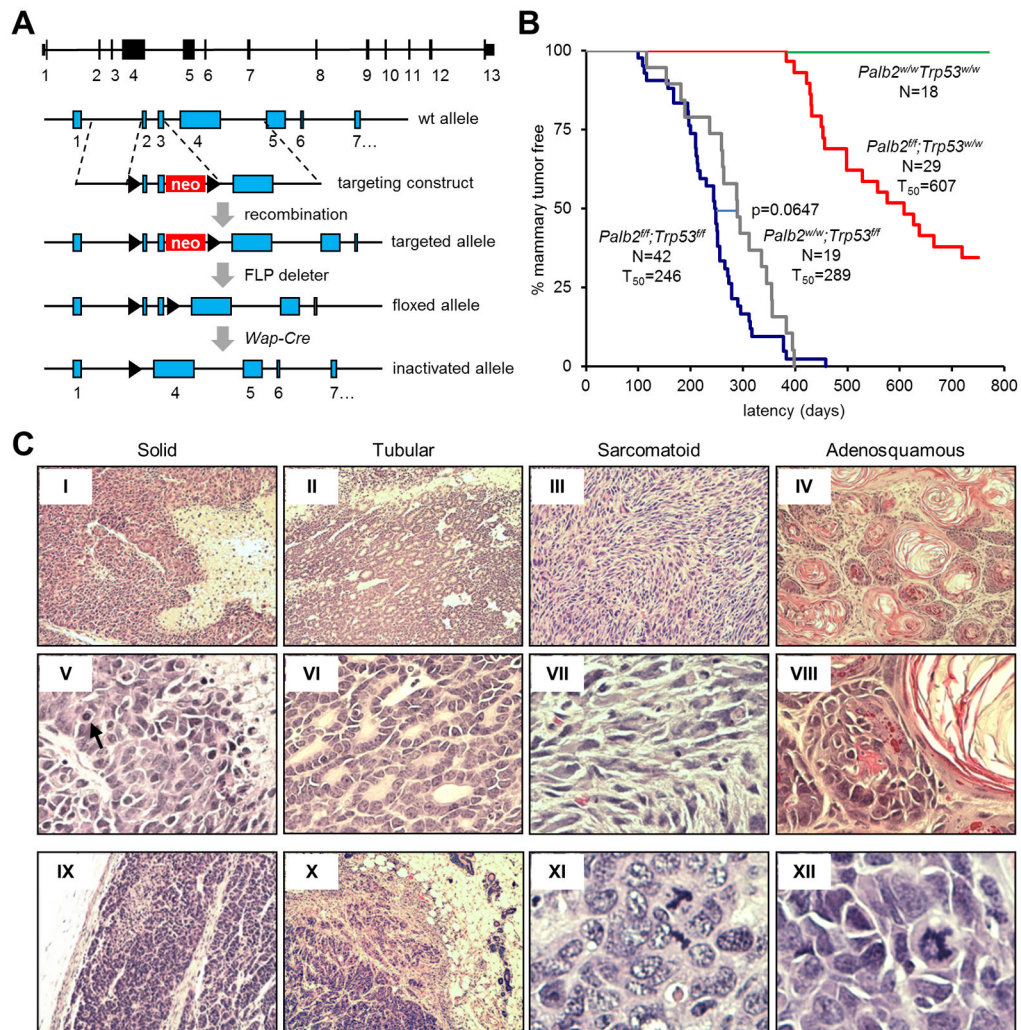 A
1 2 3 4 5 6 7 8 9 10 11 12 13
wt allele
1 2 3 4 5 6 7…
neo
targeting construct
recombination
neo
targeted allele
FLP deleter
floxed allele
Wap-Cre
inactivated allele
1 4 5 6 7…
B
% mammary tumor free
100
75
50
25
0
0 100 200 300 400 500 600 700 800
latency (days)
Palb2w/wTrp53w/w
N=18
Palb2f/f;Trp53w/w
N=29
T50=607
p=0.0647
Palb2f/f;Trp53f/f
N=42
T50=246
Palb2w/w;Trp53f/f
N=19
T50=289
C
Solid Tubular Sarcomatoid Adenosquamous
I II III IV
V VI VII VIII
IX X XI XII